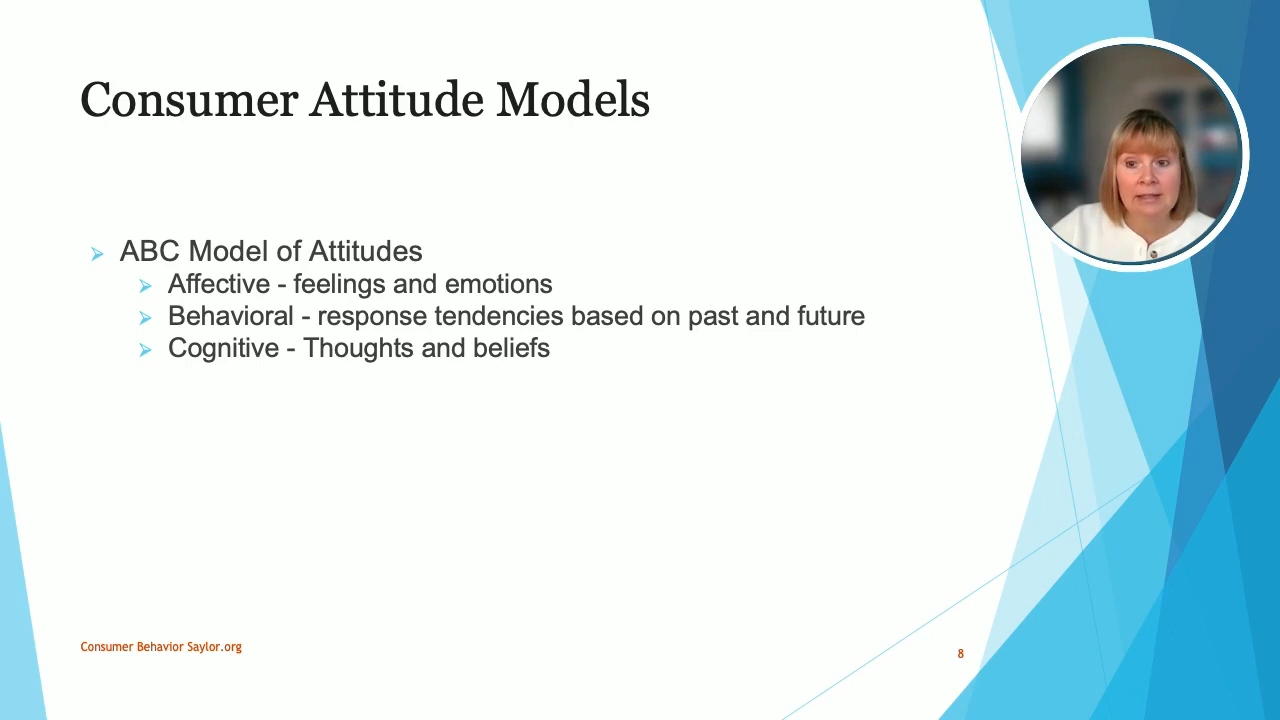 Consumer Attitude Models
ABC Model of Attitudes
Affective - feelings and emotions
Behavioral - response tendencies based on past and future
Cognitive - Thoughts and beliefs
Consumer Behavior Saylor.org
8